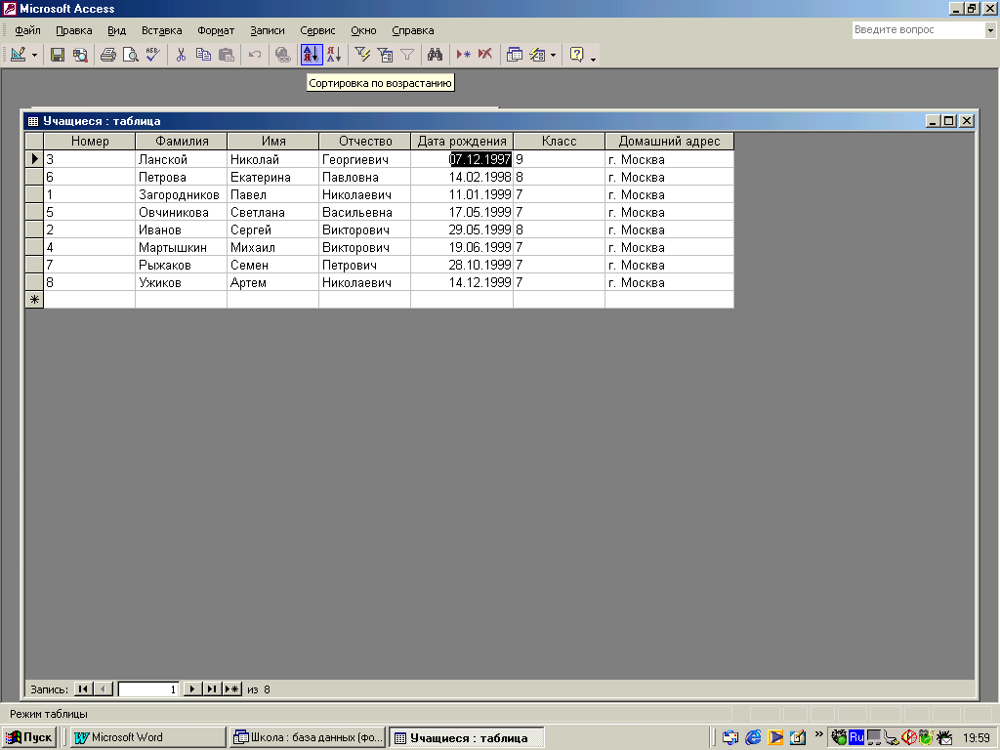 Microsoft Access
Файл Правка Вид Вставка Формат Записи Сервис Окно Справка Введите вопрос
Сортировка по возрастанию
Учащиеся : таблица
Номер Фамилия Имя Отчество Дата рождения Класс Домашний адрес
3 Ланской Николай Георгиевич 07.12.1997 9 г. Москва
6 Петрова Екатерина Павловна 14.02.1998 8 г. Москва
1 Загородников Павел Николаевич 11.01.1999 7 г. Москва
5 Овчиникова Светлана Васильевна 17.05.1999 7 г. Москва
2 Иванов Сергей Викторович 29.05.1999 8 г. Москва
4 Мартышкин Михаил Викторович 19.06.1999 7 г. Москва
7 Рыжаков Семен Петрович 28.10.1999 7 г. Москва
8 Ужиков Артем Николаевич 14.12.1999 7 г. Москва
Запись: 1 из 8
Режим таблицы
Пуск Microsoft Word Школа : база данных (фо... Учащиеся : таблица Ru 19:59